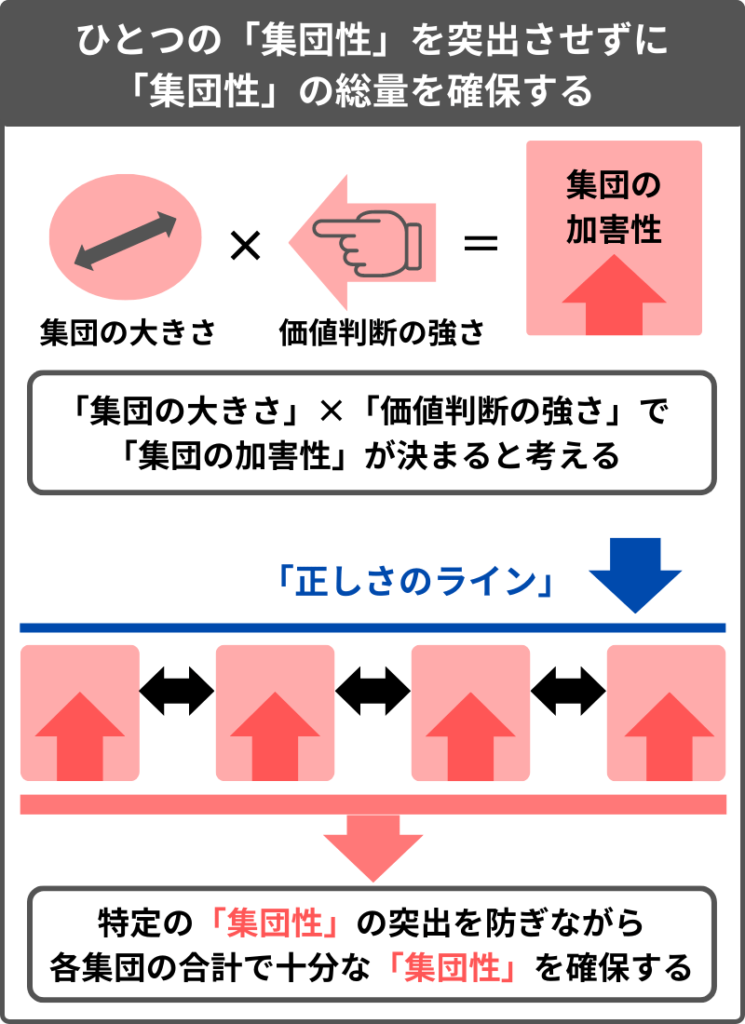 ひとつの「集団性」を突出させずに
「集団性」の総量を確保する
集団の
加害性
×
＝
集団の大きさ
価値判断の強さ
「集団の大きさ」×「価値判断の強さ」で
「集団の加害性」が決まると考える
「正しさのライン」
特定の「集団性」の突出を防ぎながら
各集団の合計で十分な「集団性」を確保する